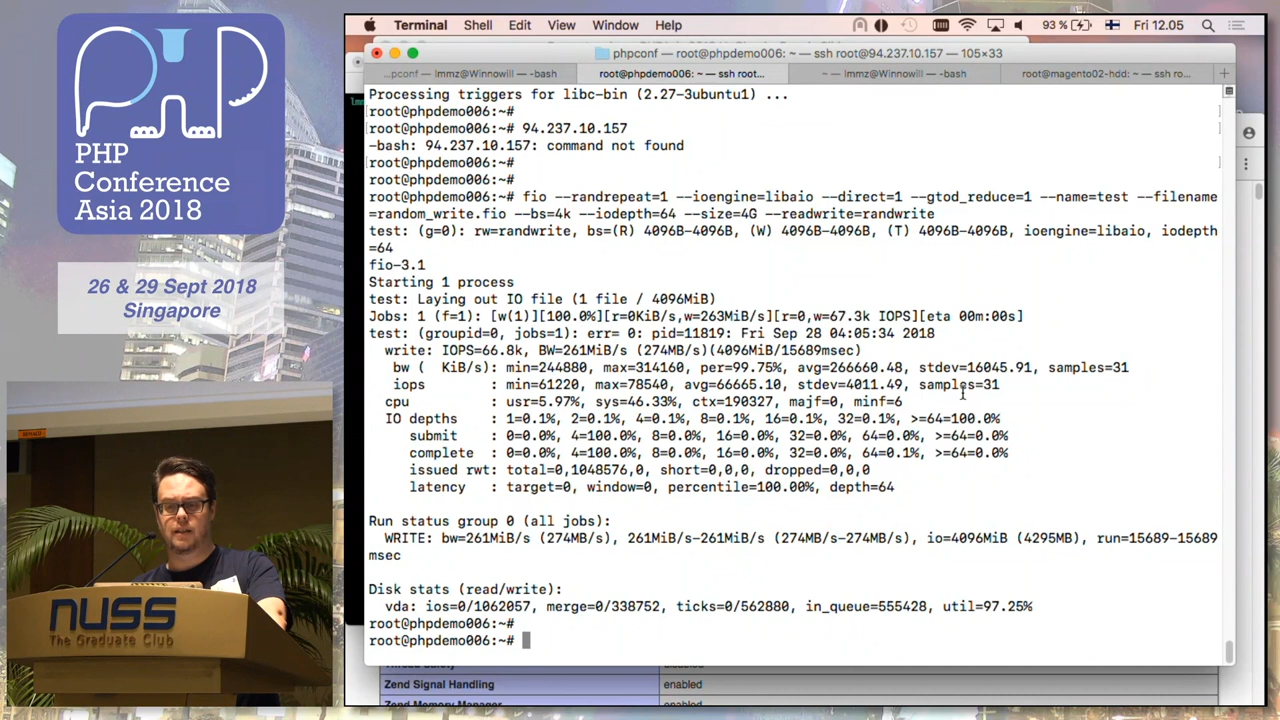 PHP
Conference
Asia 2018
26 & 29 Sept 2018
Singapore
nuss
The Graduate Club
Terminal Shell Edit View Window Help 93 % Fri 12.05
phpconf — root@phpdemo006: ~ — ssh root@94.237.10.157 — 105×33
...pconf — lmmz@Winnowill — -bash root@phpdemo006: ~ — ssh root... ~ — lmmz@Winnowill — -bash root@magento02-hdd: ~ — ssh ro... +
Processing triggers for libc-bin (2.27-3ubuntu1) ...
[root@phpdemo006:~# ]
[root@phpdemo006:~# 94.237.10.157
-bash: 94.237.10.157: command not found
[root@phpdemo006:~# ]
root@phpdemo006:~#
root@phpdemo006:~# fio --randrepeat=1 --ioengine=libaio --direct=1 --gtod_reduce=1 --name=test --filename
=random_write.fio --bs=4k --iodepth=64 --size=4G --readwrite=randwrite
test: (g=0): rw=randwrite, bs=(R) 4096B-4096B, (W) 4096B-4096B, (T) 4096B-4096B, ioengine=libaio, iodepth
=64
fio-3.1
Starting 1 process
test: Laying out IO file (1 file / 4096MiB)
Jobs: 1 (f=1): [w(1)][100.0%][r=0KiB/s,w=263MiB/s][r=0,w=67.3k IOPS][eta 00m:00s]
test: (groupid=0, jobs=1): err= 0: pid=11819: Fri Sep 28 04:05:34 2018
write: IOPS=66.8k, BW=261MiB/s (274MB/s)(4096MiB/15689msec)
bw ( KiB/s): min=244880, max=314160, per=99.75%, avg=266660.48, stdev=16045.91, samples=31
iops : min=61220, max=78540, avg=66665.10, stdev=4011.49, samples=31
cpu : usr=5.97%, sys=46.33%, ctx=190327, majf=0, minf=6
IO depths : 1=0.1%, 2=0.1%, 4=0.1%, 8=0.1%, 16=0.1%, 32=0.1%, >=64=100.0%
submit : 0=0.0%, 4=100.0%, 8=0.0%, 16=0.0%, 32=0.0%, 64=0.0%, >=64=0.0%
complete : 0=0.0%, 4=100.0%, 8=0.0%, 16=0.0%, 32=0.0%, 64=0.1%, >=64=0.0%
issued rwt: total=0,1048576,0, short=0,0,0, dropped=0,0,0
latency : target=0, window=0, percentile=100.00%, depth=64
Run status group 0 (all jobs):
WRITE: bw=261MiB/s (274MB/s), 261MiB/s-261MiB/s (274MB/s-274MB/s), io=4096MiB (4295MB), run=15689-15689
msec
Disk stats (read/write):
vda: ios=0/1062057, merge=0/338752, ticks=0/562880, in_queue=555428, util=97.25%
root@phpdemo006:~#
root@phpdemo006:~#
Zend Signal Handling enabled